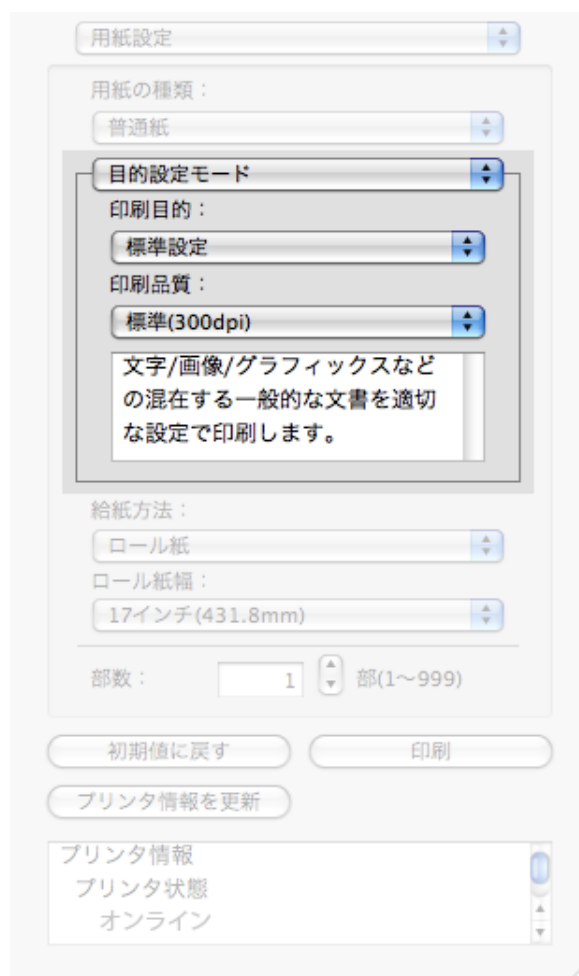 用紙設定
用紙の種類：
普通紙
目的設定モード
印刷目的：
標準設定
印刷品質：
標準(300dpi)
文字/画像/グラフィックスなど
の混在する一般的な文書を適切
な設定で印刷します。
給紙方法：
ロール紙
ロール紙幅：
17インチ(431.8mm)
部数： 1 部(1〜999)
初期値に戻す 印刷
プリンタ情報を更新
プリンタ情報
プリンタ状態
オンライン